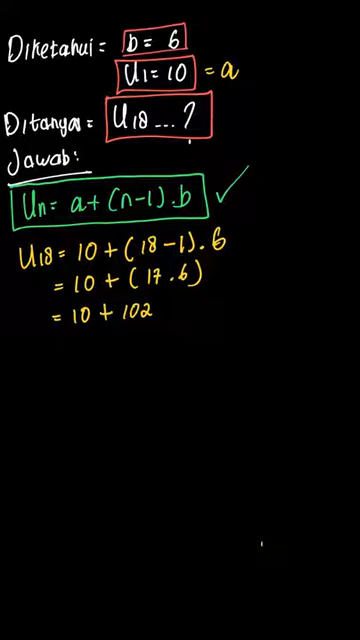 Diketahui = b = 6
U1 = 10 = a
Ditanya = U18 ... ?
Jawab:
Un = a + (n - 1) . b ✓
U18 = 10 + (18 - 1) . 6
= 10 + (17 . 6)
= 10 + 102